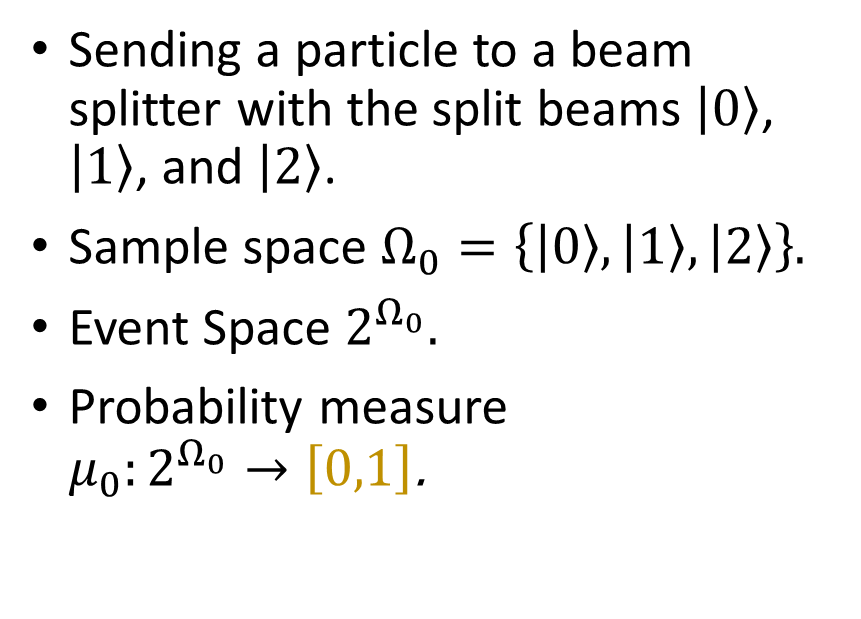 • Sending a particle to a beam
splitter with the split beams |0⟩,
|1⟩, and |2⟩.
• Sample space Ω₀ = {|0⟩, |1⟩, |2⟩}.
• Event Space 2^Ω₀.
• Probability measure
μ₀: 2^Ω₀ → [0,1].